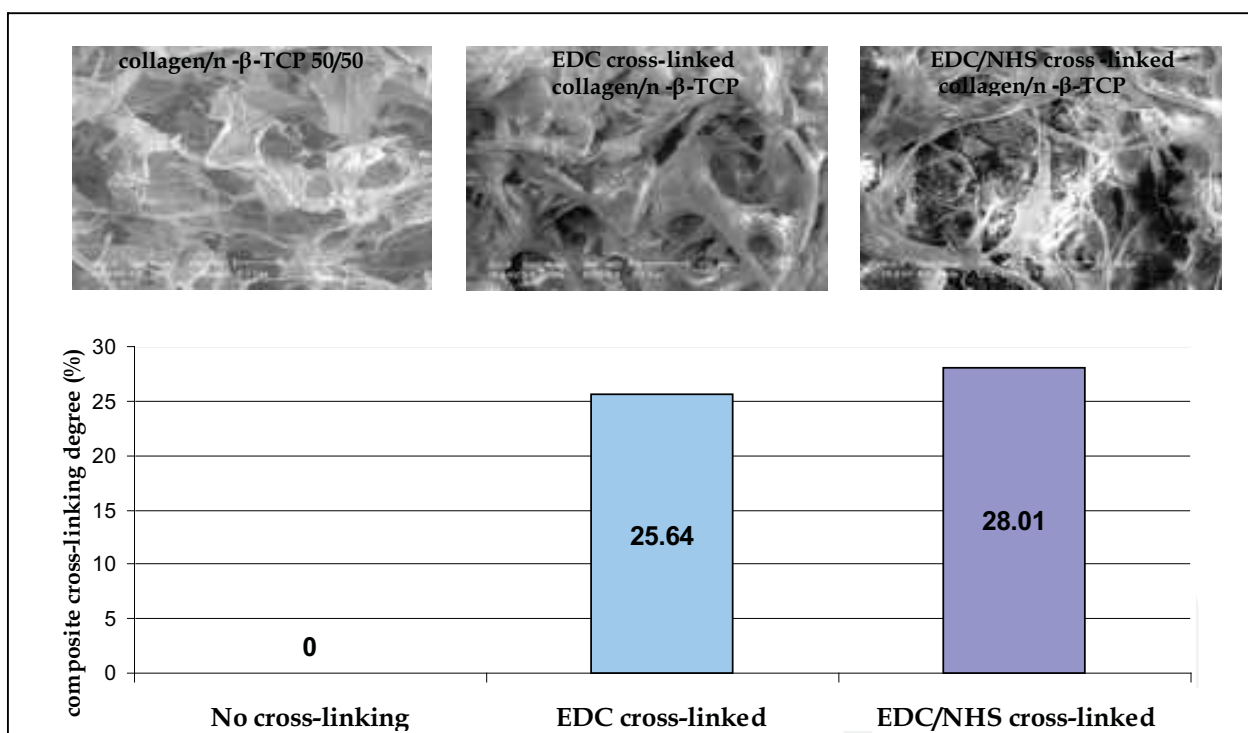 collagen/n -β-TCP 50/50
EDC cross-linked
collagen/n -β-TCP
EDC/NHS cross -linked
collagen/n -β-TCP
composite cross-linking degree (%)
30
25
20
15
10
5
0
0
25.64
28.01
No cross-linking
EDC cross-linked
EDC/NHS cross-linked